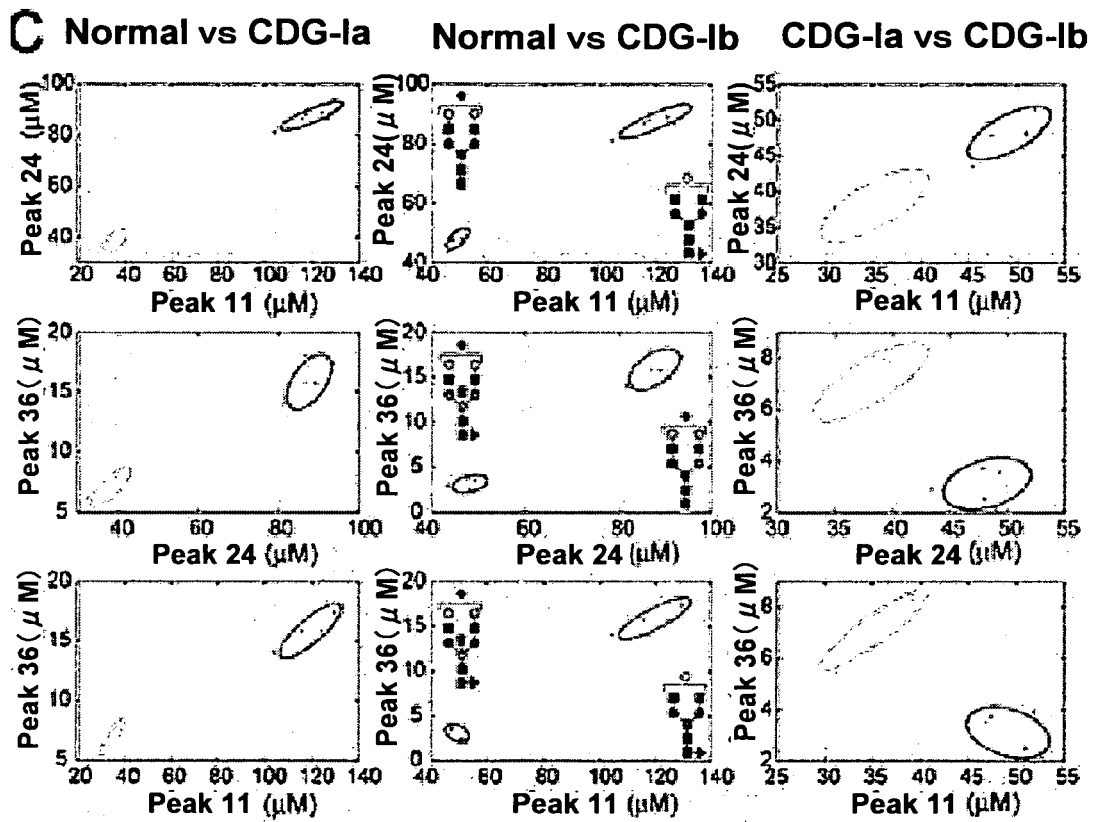 C Normal vs CDG-Ia Normal vs CDG-Ib CDG-Ia vs CDG-Ib
Peak 24 (μM)
100
80
60
40
20 40 60 80 100 120 140
Peak 11 (μM)
Peak 24(μM)
100
80
60
40
40 60 80 100 120 140
Peak 11 (μM)
Peak 24(μM)
55
50
45
40
35
30
25 30 35 40 45 50 55
Peak 11 (μM)
Peak 36(μM)
20
15
10
5
40 60 80 100
Peak 24 (μM)
Peak 36(μM)
20
15
10
5
0
40 60 80 100
Peak 24 (μM)
Peak 36(μM)
8
6
4
2
30 35 40 45 50 55
Peak 24 (μM)
Peak 36(μM)
20
15
10
5
20 40 60 80 100 120 140
Peak 11 (μM)
Peak 36(μM)
20
15
10
5
0
40 60 80 100 120 140
Peak 11 (μM)
Peak 36(μM)
8
6
4
2
25 30 35 40 45 50 55
Peak 11 (μM)